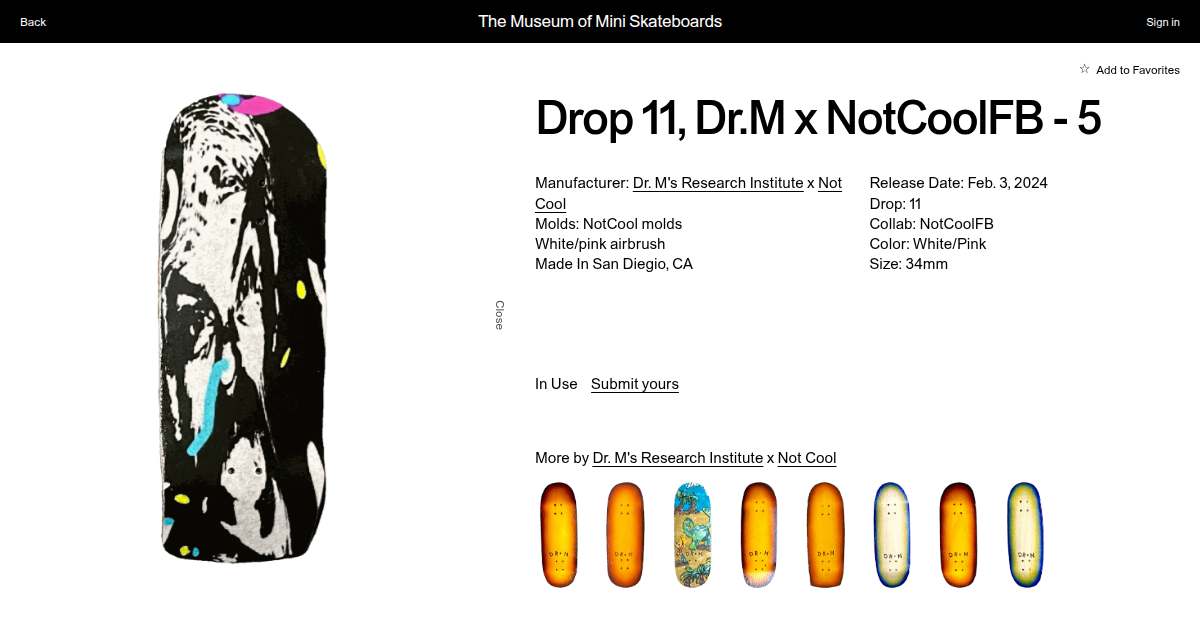 Back
The Museum of Mini Skateboards
Sign in
☆ Add to Favorites
Drop 11, Dr.M x NotCoolFB - 5
Manufacturer: Dr. M's Research Institute x Not
Cool
Molds: NotCool molds
White/pink airbrush
Made In San Diegio, CA
Release Date: Feb. 3, 2024
Drop: 11
Collab: NotCoolFB
Color: White/Pink
Size: 34mm
Close
In Use Submit yours
More by Dr. M's Research Institute x Not Cool